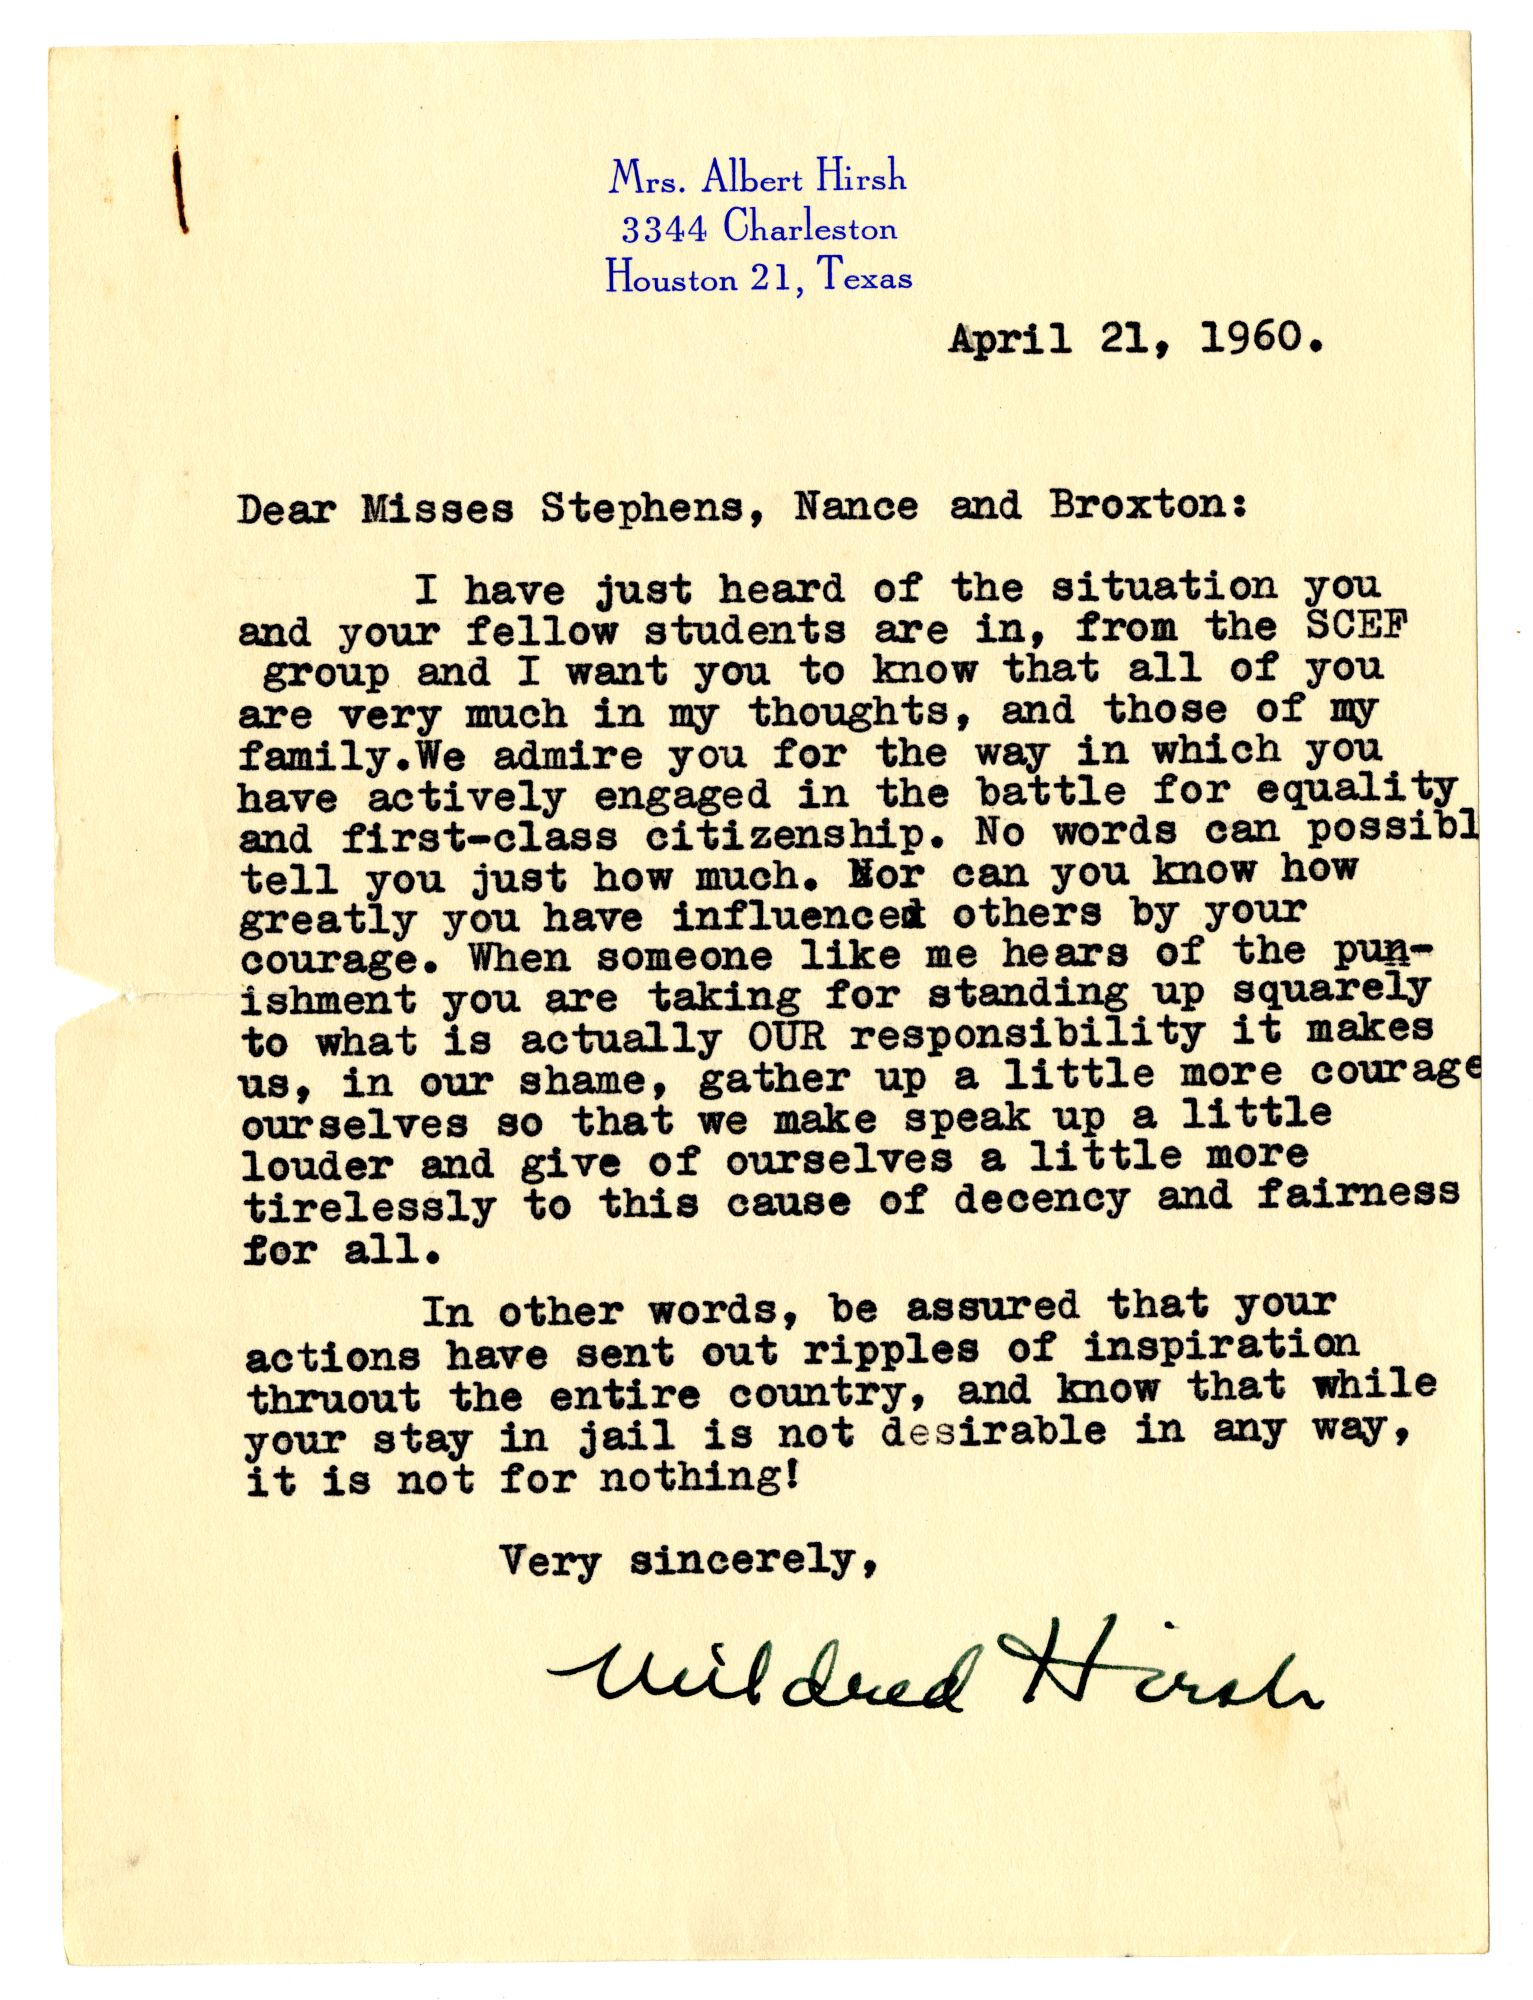 Mrs. Albert Hirsh
3344 Charleston
Houston 21, Texas
April 21, 1960.
Dear Misses Stephens, Nance and Broxton:
I have just heard of the situation you
and your fellow students are in, from the SCEF
group and I want you to know that all of you
are very much in my thoughts, and those of my
family.We admire you for the way in which you
have actively engaged in the battle for equality
and first-class citizenship. No words can possibl
tell you just how much. Nor can you know how
greatly you have influenced others by your
courage. When someone like me hears of the pun-
ishment you are taking for standing up squarely
to what is actually OUR responsibility it makes
us, in our shame, gather up a little more courage
ourselves so that we make speak up a little
louder and give of ourselves a little more
tirelessly to this cause of decency and fairness
for all.
In other words, be assured that your
actions have sent out ripples of inspiration
thruout the entire country, and know that while
your stay in jail is not desirable in any way,
it is not for nothing!
Very sincerely,
Mildred Hirsh